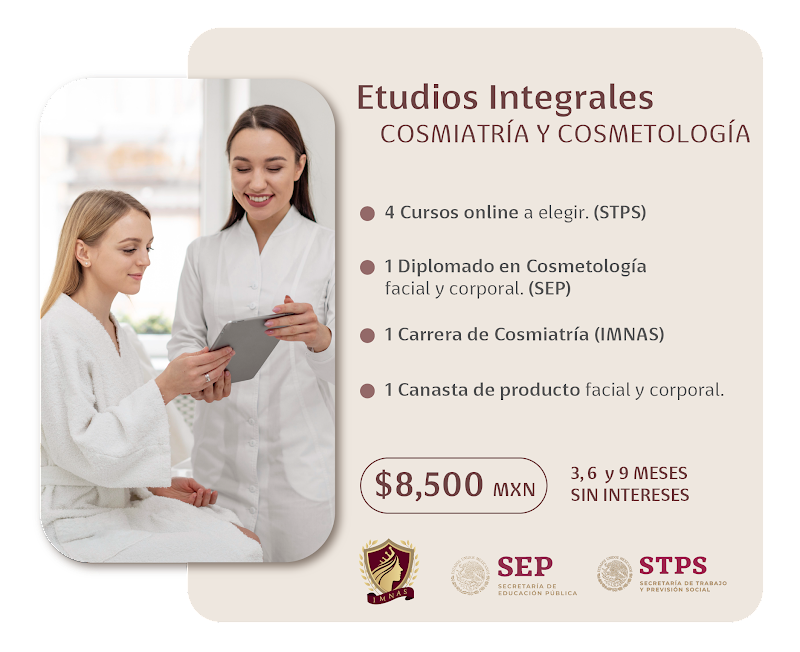 Etudios Integrales
COSMIATRÍA Y COSMETOLOGÍA
4 Cursos online a elegir. (STPS)
1 Diplomado en Cosmetología
facial y corporal. (SEP)
1 Carrera de Cosmiatría (IMNAS)
1 Canasta de producto facial y corporal.
$8,500 MXN
3, 6 y 9 MESES
SIN INTERESES
IMNAS
SEP
SECRETARÍA DE
EDUCACIÓN PÚBLICA
STPS
SECRETARÍA DE TRABAJO
Y PREVISIÓN SOCIAL